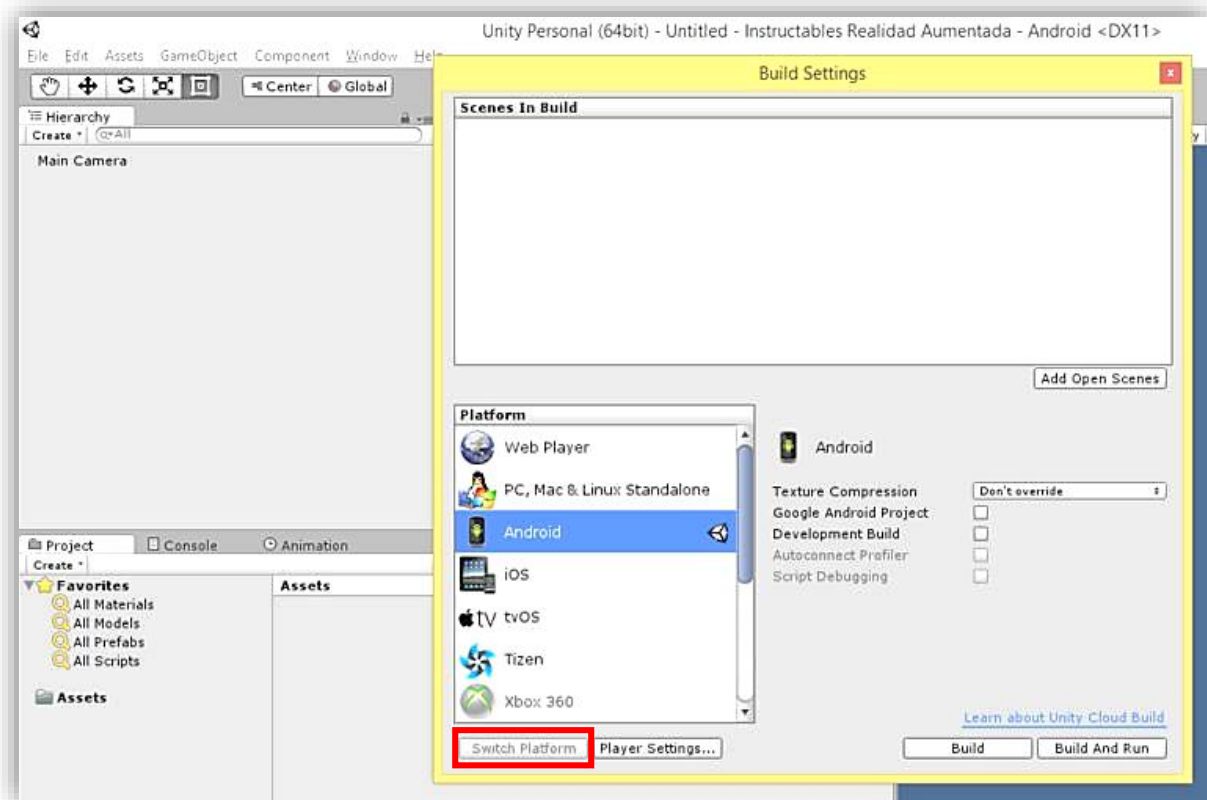 Unity Personal (64bit) - Untitled - Instructables Realidad Aumentada - Android <DX11>
File Edit Assets GameObject Component Window Help
Build Settings
Center Global
Scenes In Build
Hierarchy
Create All
Main Camera
Add Open Scenes
Platform
Web Player
Android
PC, Mac & Linux Standalone
Texture Compression Don't override
Google Android Project
Android
Development Build
Autoconnect Profiler
iOS
Script Debugging
Project Console Animation
Create
Favorites
Assets
All Materials
All Models
All Prefabs
All Scripts
Assets
tv tvOS
Tizen
Xbox 360
Learn about Unity Cloud Build
Switch Platform Player Settings... Build Build And Run